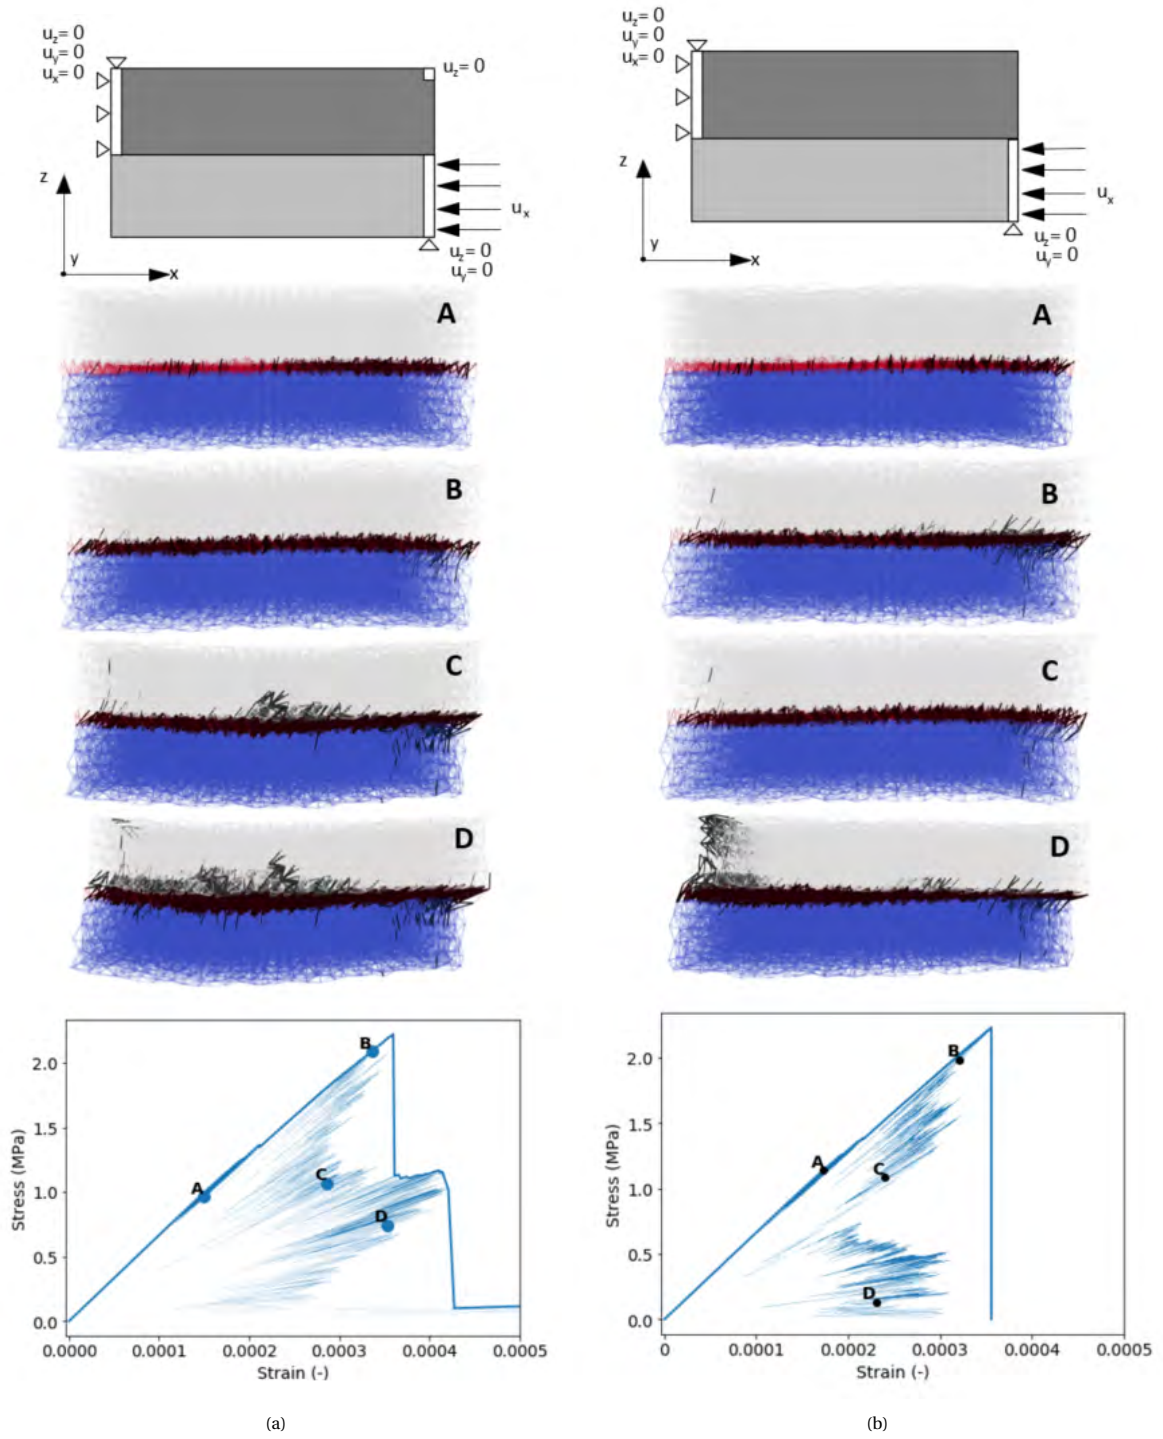 u_z= 0
u_y= 0
u_x= 0
u_z= 0
z
u_x
y
x
u_z= 0
u_y= 0
A
B
C
D
Stress (MPa)
2.0
1.5
1.0
0.5
0.0
B
A
C
D
0.0000 0.0001 0.0002 0.0003 0.0004 0.0005
Strain (-)
(a)
u_z= 0
u_y= 0
u_x= 0
z
u_x
y
x
u_z= 0
u_y= 0
A
B
C
D
Stress (MPa)
2.0
1.5
1.0
0.5
0.0
B
A
C
D
0 0.0001 0.0002 0.0003 0.0004 0.0005
Strain (-)
(b)